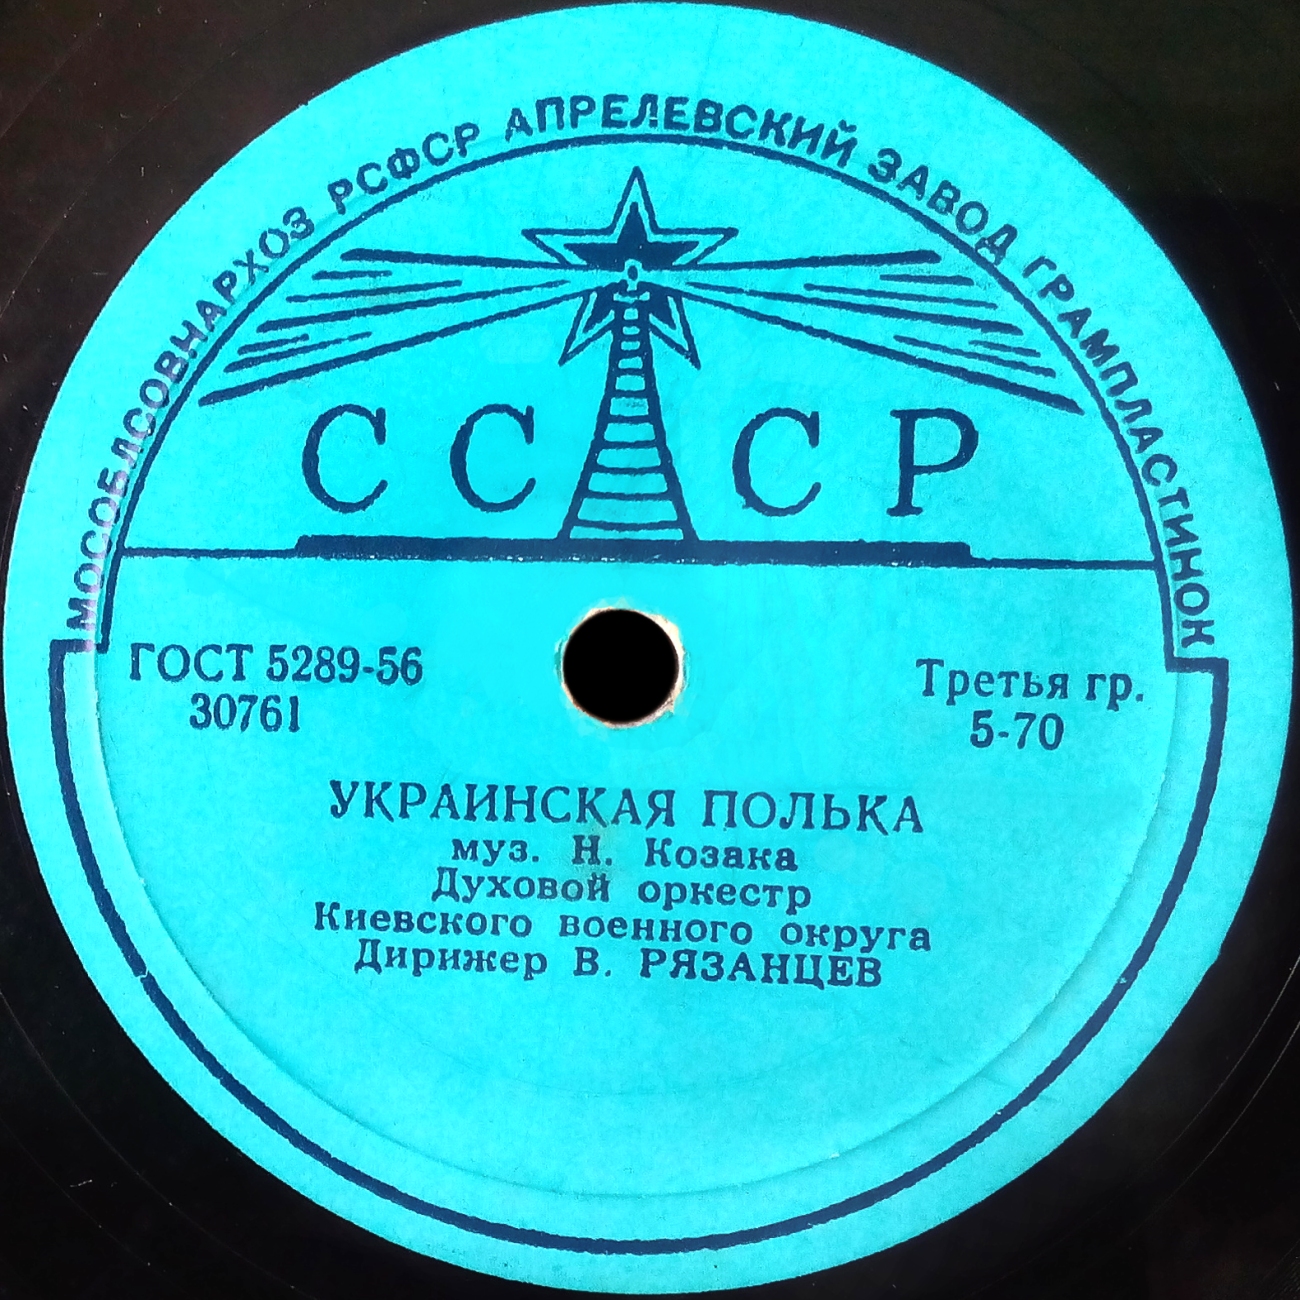 МОСОБЛСОВНАРХОЗ РСФСР АПРЕЛЕВСКИЙ ЗАВОД ГРАМПЛАСТИНОК
СССР
ГОСТ 5289-56
30761
Третья гр.
5-70
УКРАИНСКАЯ ПОЛЬКА
муз. Н. Козака
Духовой оркестр
Киевского военного округа
Дирижер В. РЯЗАНЦЕВ